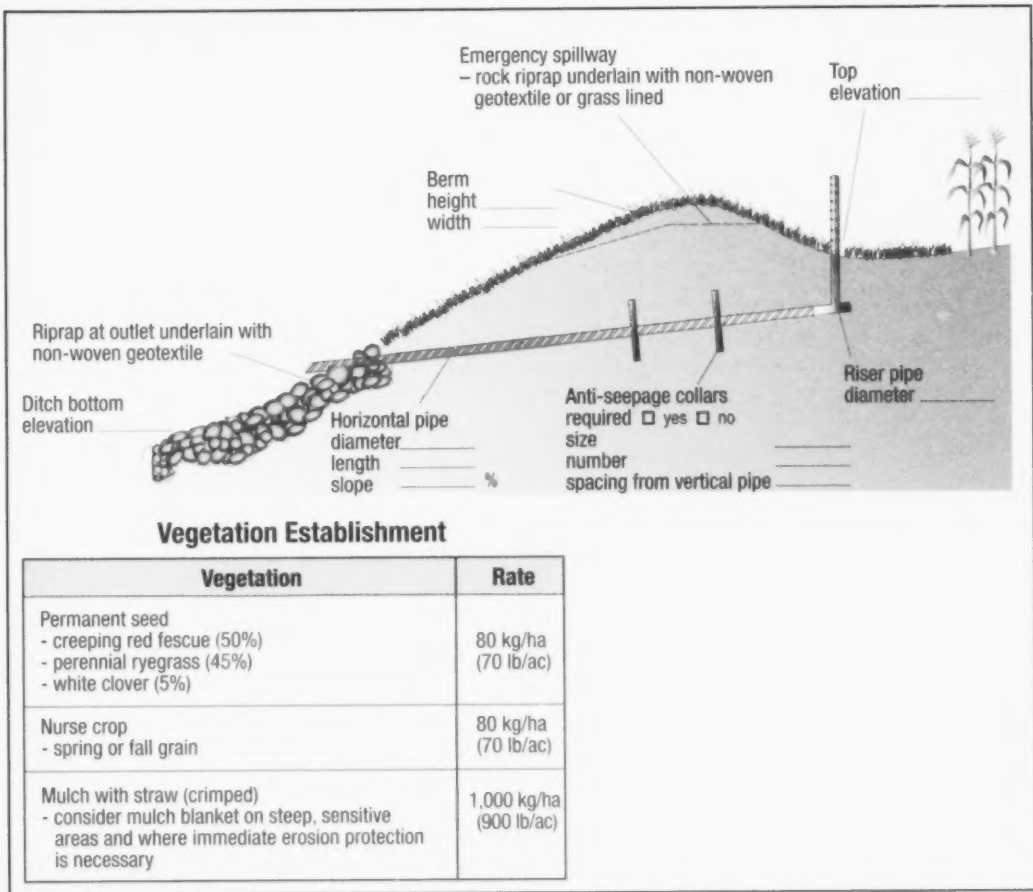 Emergency spillway
– rock riprap underlain with non-woven
geotextile or grass lined
Top
elevation
Berm
height
width
Riprap at outlet underlain with
non-woven geotextile
Ditch bottom
elevation
Horizontal pipe
diameter
length
slope %
Anti-seepage collars
required ☐ yes ☐ no
size
number
spacing from vertical pipe
Riser pipe
diameter
Vegetation Establishment
Vegetation Rate
Permanent seed
- creeping red fescue (50%) 80 kg/ha
- perennial ryegrass (45%) (70 lb/ac)
- white clover (5%)
Nurse crop 80 kg/ha
- spring or fall grain (70 lb/ac)
Mulch with straw (crimped) 1,000 kg/ha
- consider mulch blanket on steep, sensitive (900 lb/ac)
areas and where immediate erosion protection
is necessary